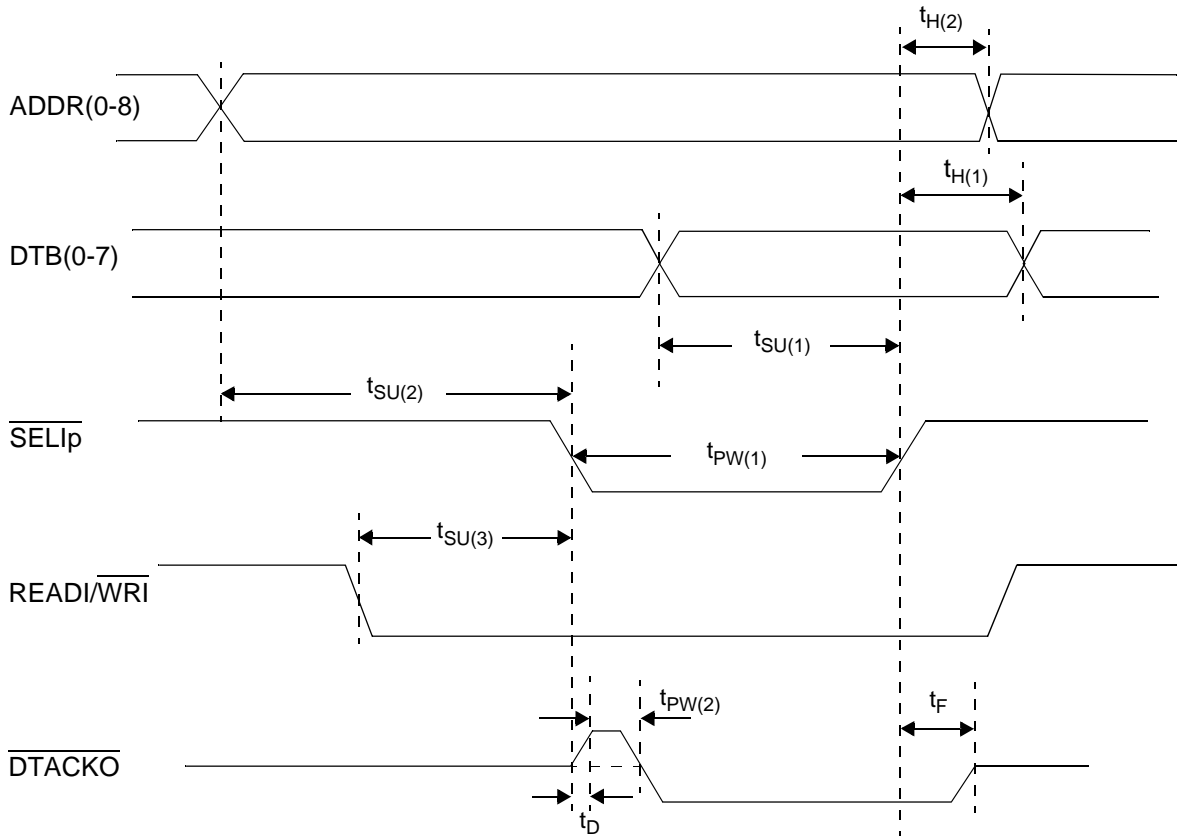 tH(2)
ADDR(0-8)
tH(1)
DTB(0-7)
tSU(1)
tSU(2)
SELIp
tPW(1)
tSU(3)
READI/WRI
tPW(2)
tF
DTACKO
tD